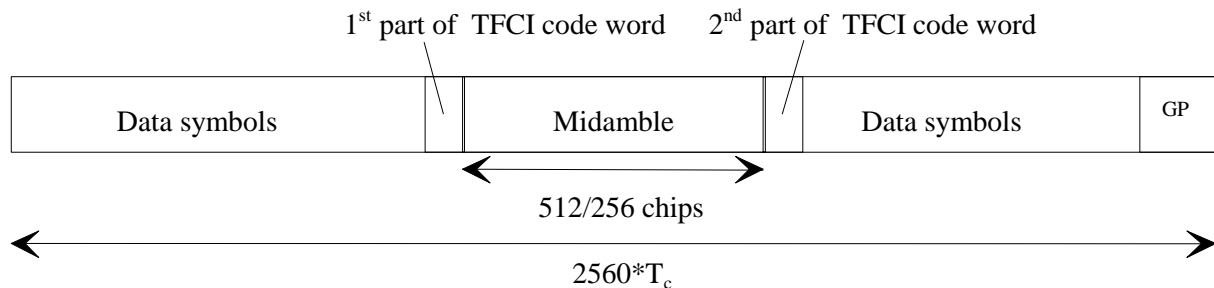 1st part of TFCI code word
2nd part of TFCI code word
Data symbols
Midamble
Data symbols
GP
512/256 chips
2560*Tc